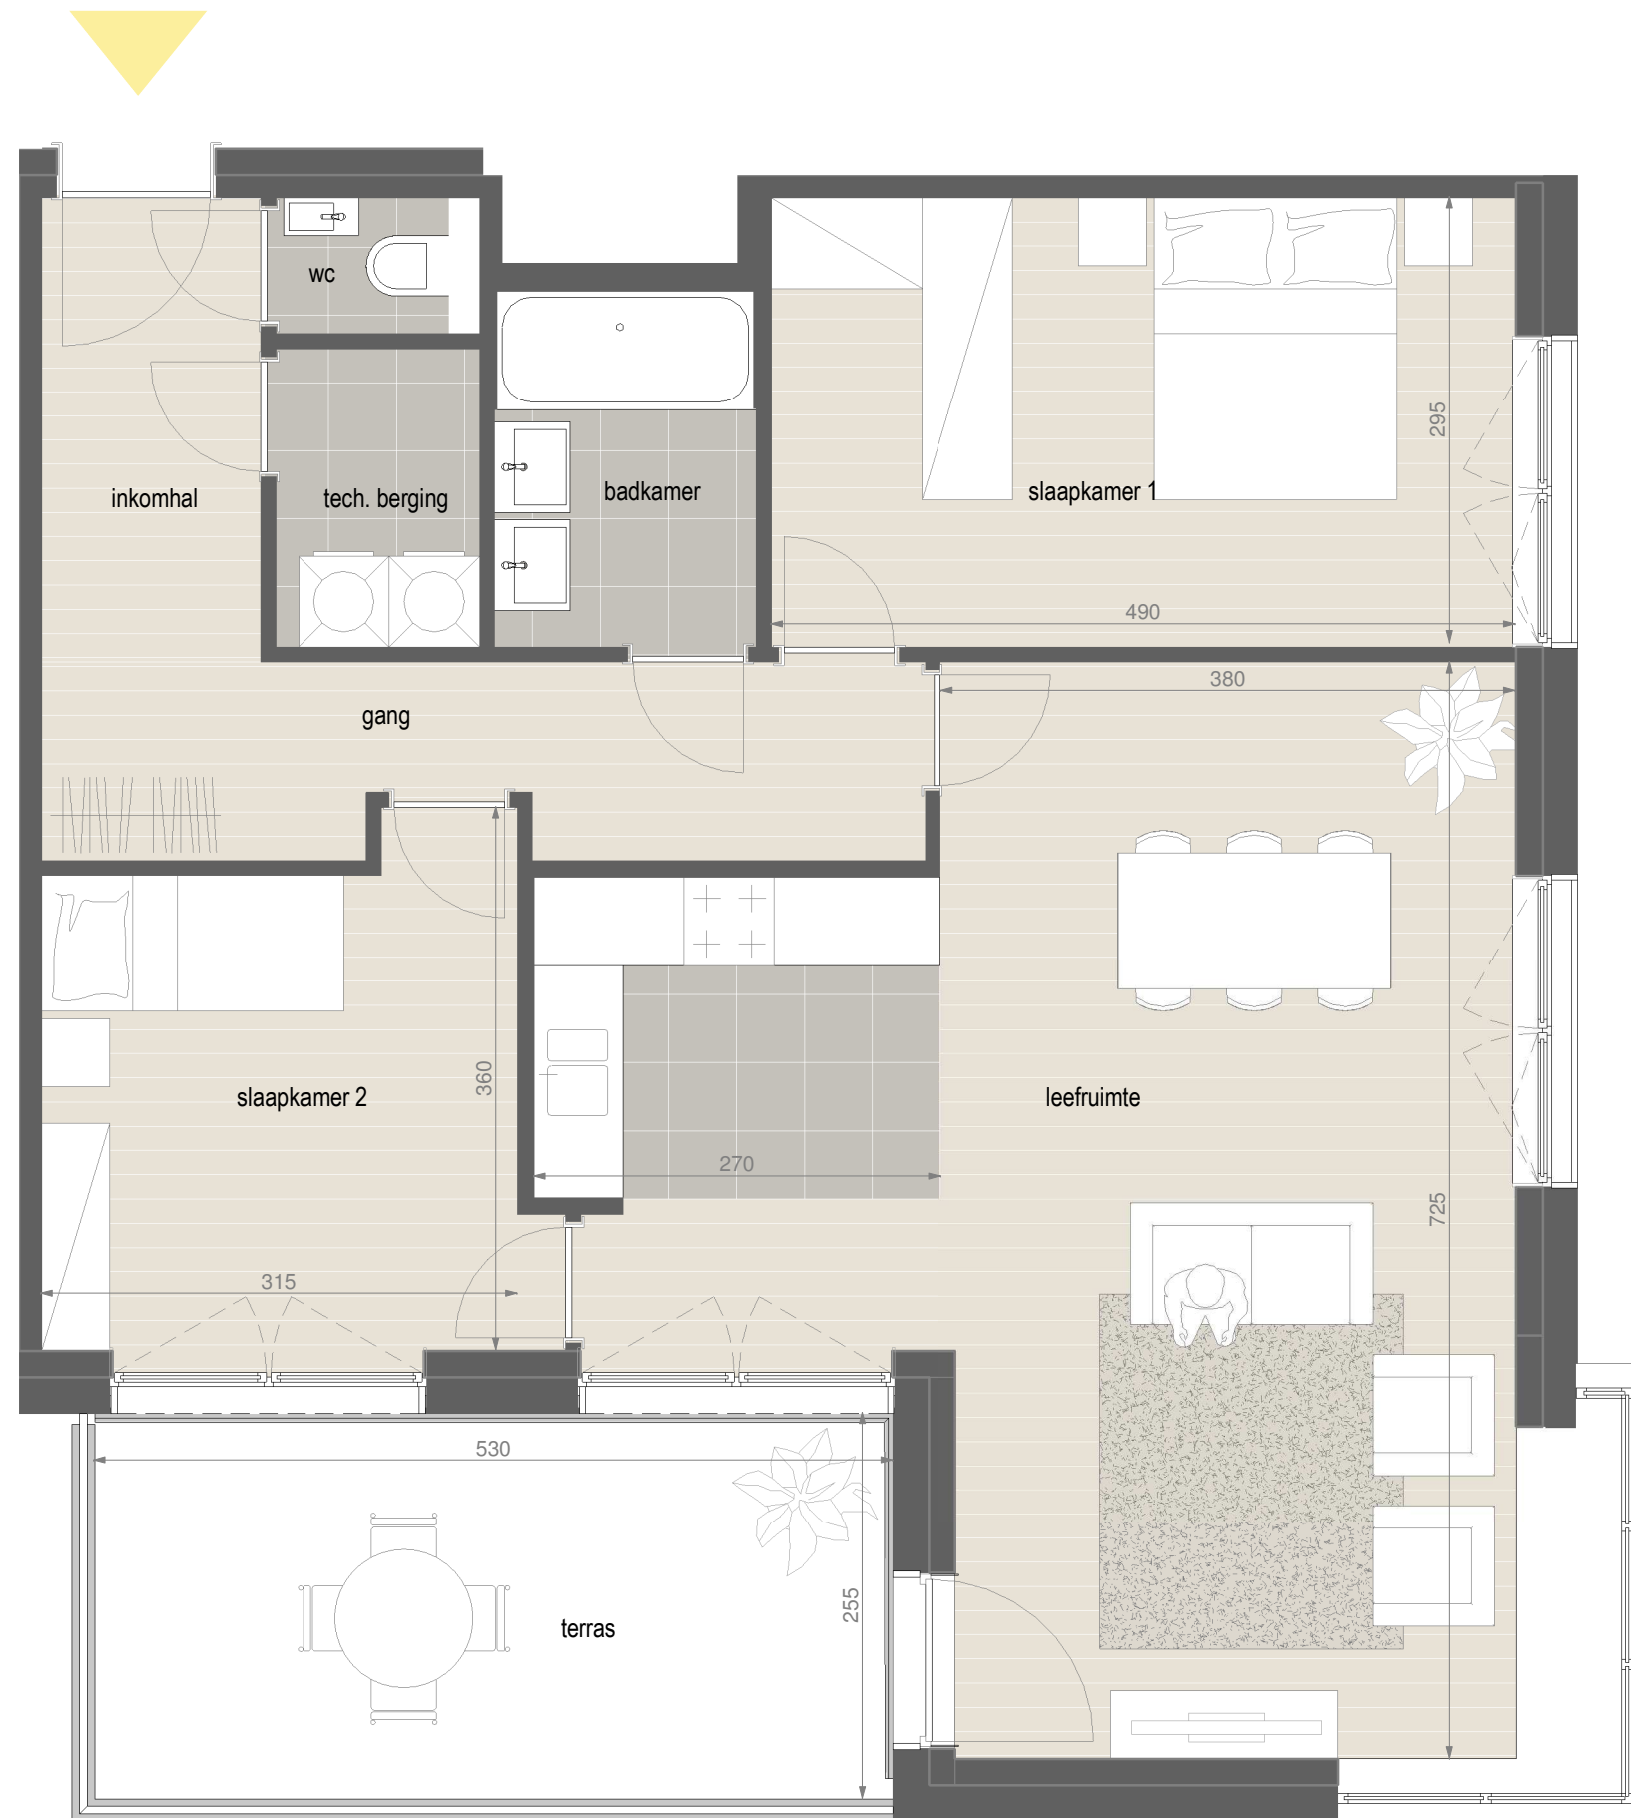 wc
inkomhal
tech. berging
badkamer
slaapkamer 1
295
490
380
gang
360
slaapkamer 2
leefruimte
270
725
315
530
255
terras